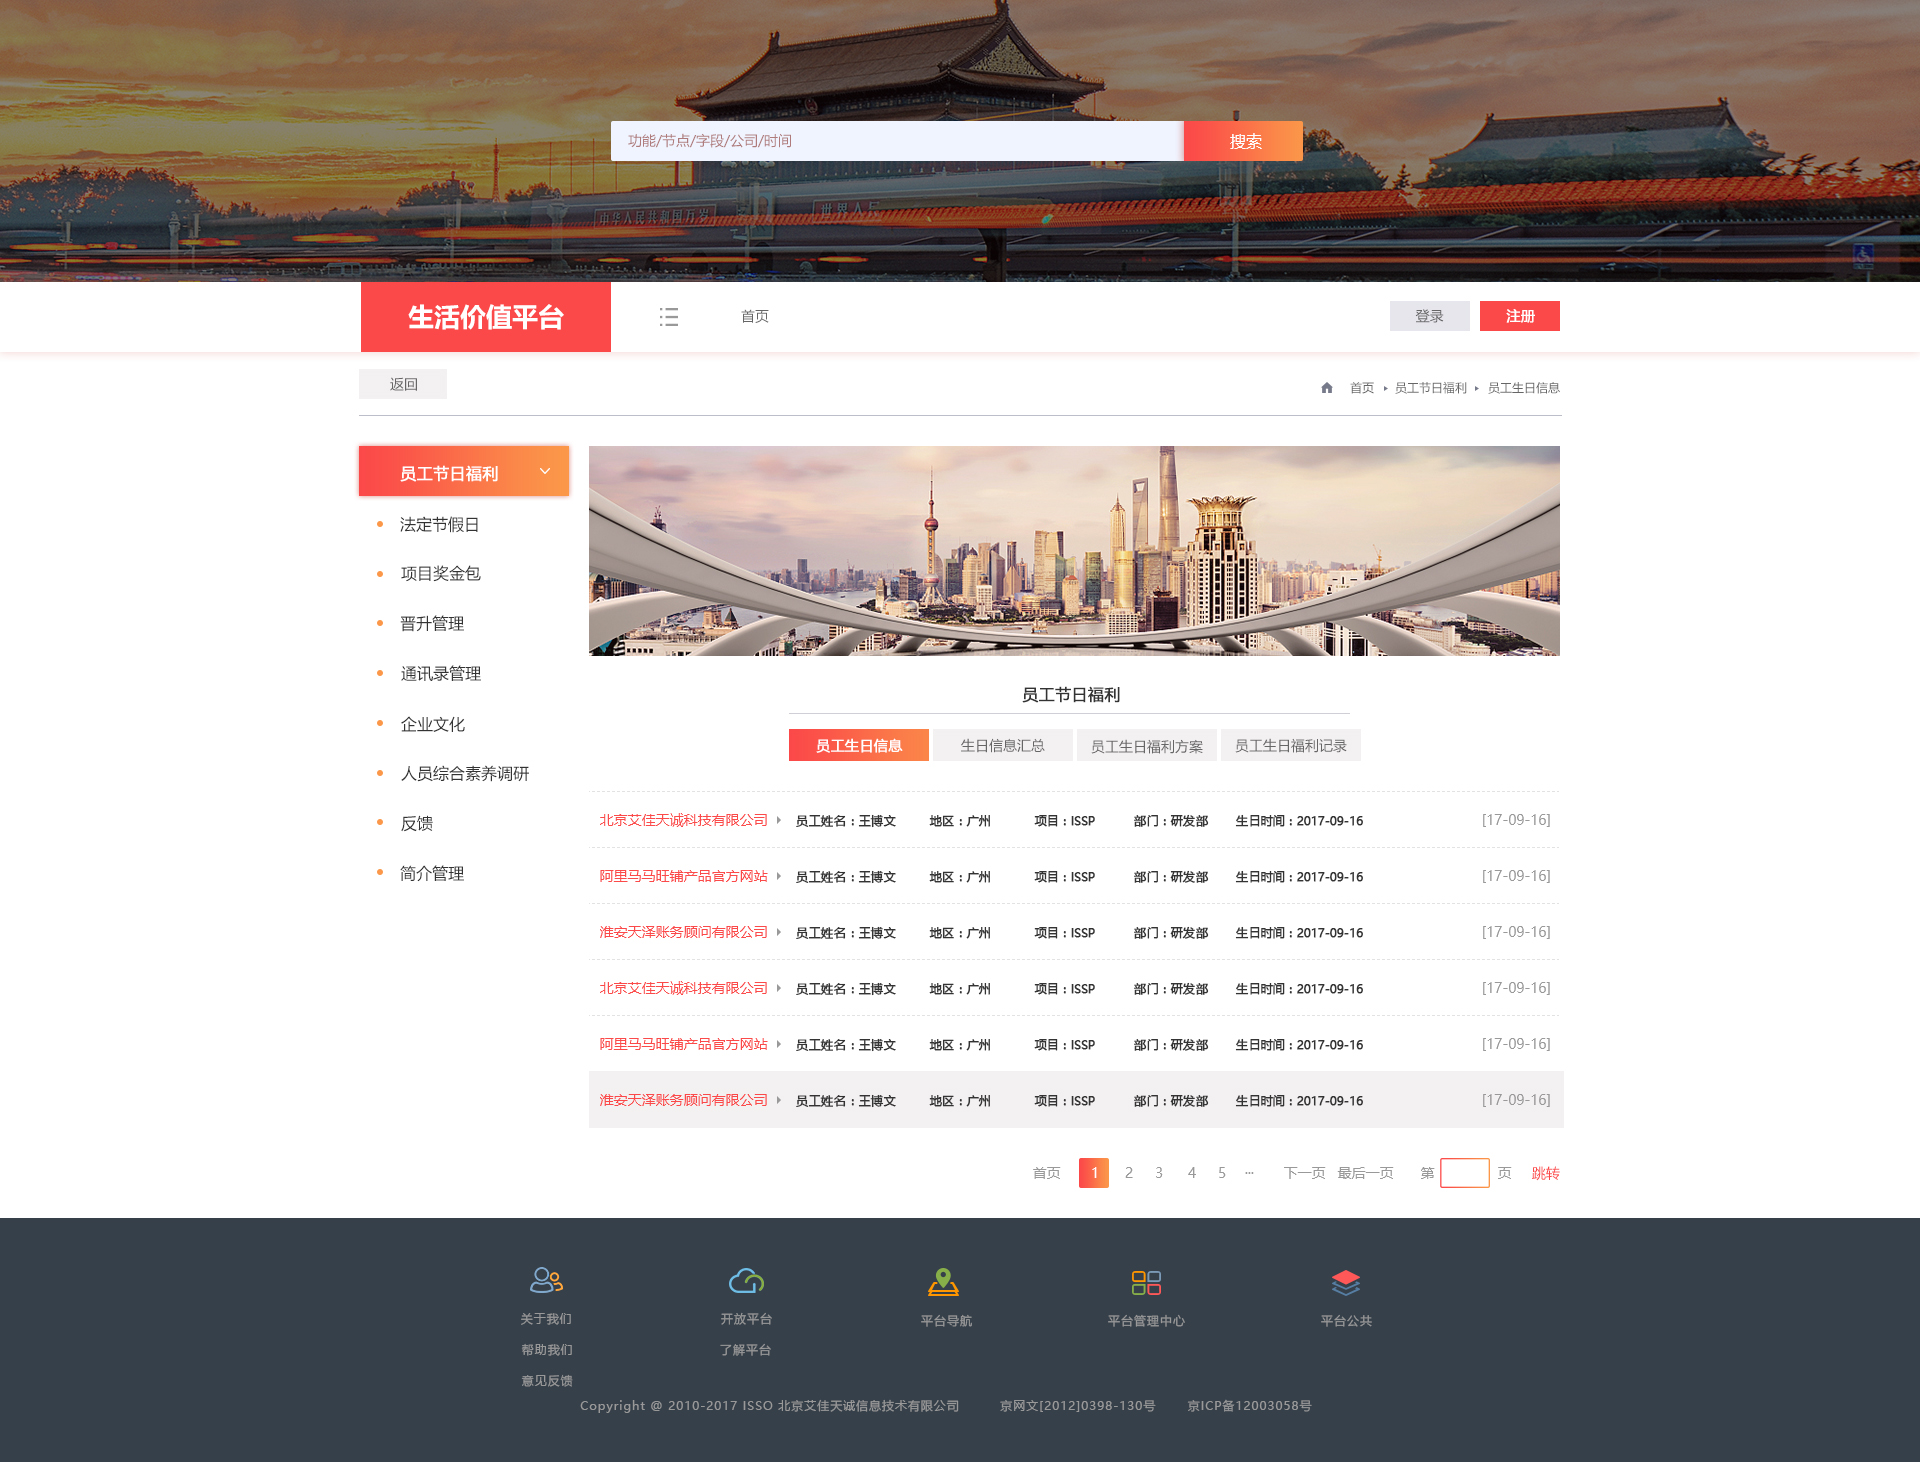 功能/节点/字段/公司/时间 搜索
中华人民共和国万岁 世界人民
生活价值平台 首页 登录 注册
返回 首页 员工节日福利 员工生日信息
员工节日福利
法定节假日
项目奖金包
晋升管理
通讯录管理
企业文化
人员综合素养调研
反馈
简介管理
员工节日福利
员工生日信息 生日信息汇总 员工生日福利方案 员工生日福利记录
北京艾佳天诚科技有限公司 员工姓名：王博文 地区：广州 项目：ISSP 部门：研发部 生日时间：2017-09-16 [17-09-16]
阿里马马旺铺产品官方网站 员工姓名：王博文 地区：广州 项目：ISSP 部门：研发部 生日时间：2017-09-16 [17-09-16]
淮安天泽账务顾问有限公司 员工姓名：王博文 地区：广州 项目：ISSP 部门：研发部 生日时间：2017-09-16 [17-09-16]
北京艾佳天诚科技有限公司 员工姓名：王博文 地区：广州 项目：ISSP 部门：研发部 生日时间：2017-09-16 [17-09-16]
阿里马马旺铺产品官方网站 员工姓名：王博文 地区：广州 项目：ISSP 部门：研发部 生日时间：2017-09-16 [17-09-16]
淮安天泽账务顾问有限公司 员工姓名：王博文 地区：广州 项目：ISSP 部门：研发部 生日时间：2017-09-16 [17-09-16]
首页 1 2 3 4 5 ··· 下一页 最后一页 第 页 跳转
关于我们 开放平台 平台导航 平台管理中心 平台公共
帮助我们 了解平台
意见反馈
Copyright @ 2010-2017 ISSO 北京艾佳天诚信息技术有限公司 京网文[2012]0398-130号 京ICP备12003058号